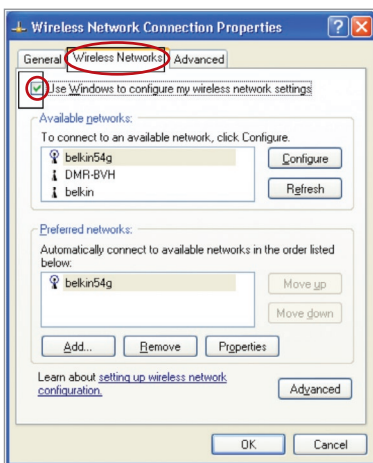 Wireless Network Connection Properties
General Wireless Networks Advanced
Use Windows to configure my wireless network settings
Available networks:
To connect to an available network, click Configure.
belkin54g
Configure
DMR-BVH
belkin
Refresh
Preferred networks:
Automatically connect to available networks in the order listed
below:
belkin54g
Move up
Move down
Add... Remove Properties
Learn about setting up wireless network
configuration.
Advanced
OK Cancel